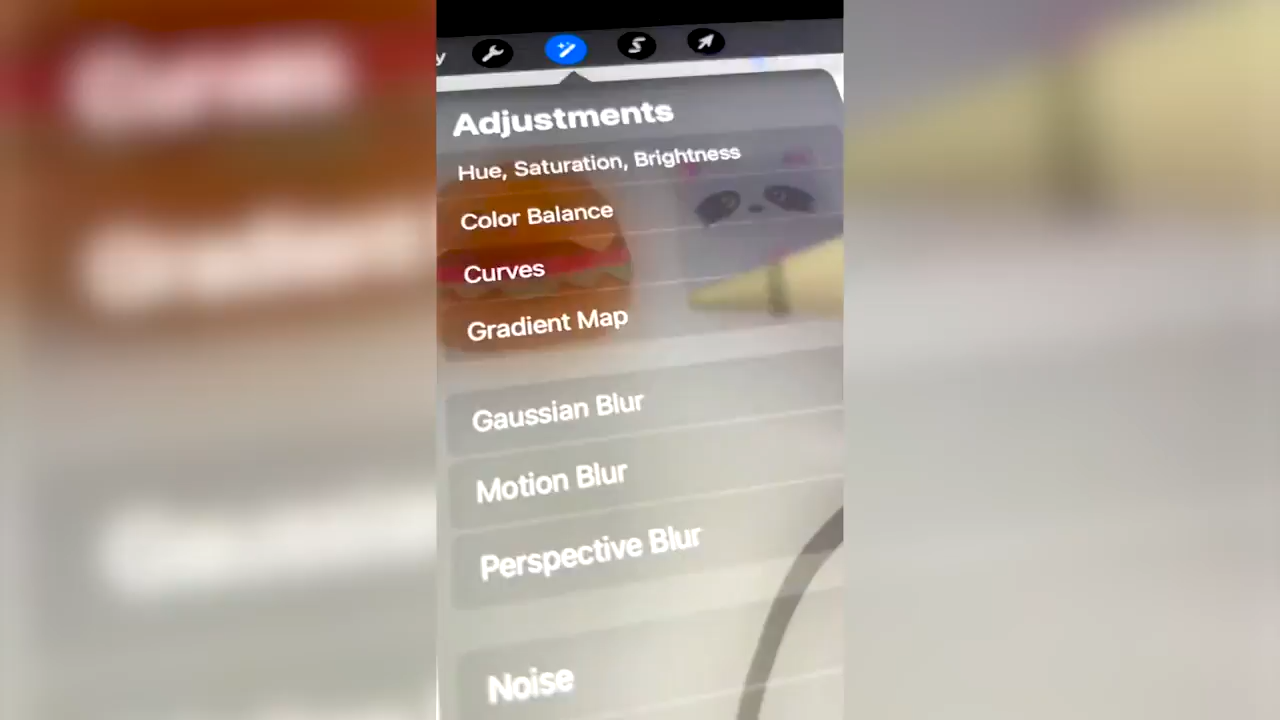 y
Adjustments
Hue, Saturation, Brightness
Color Balance
Curves
Gradient Map
Gaussian Blur
Motion Blur
Perspective Blur
Noise